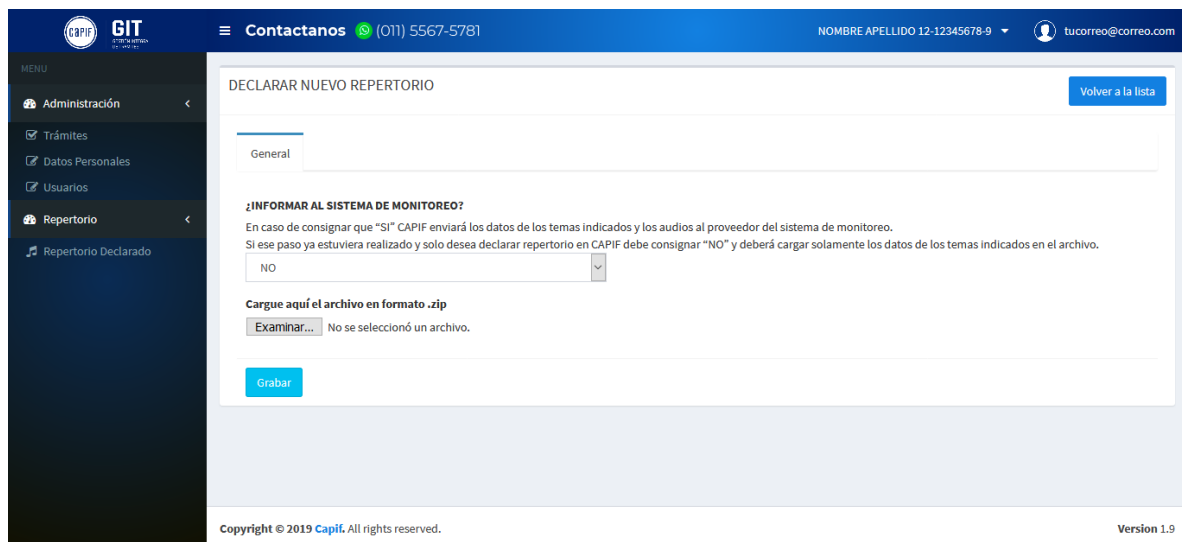 CAPIF
GIT
Contactanos (011) 5567-5781
NOMBRE APELLIDO 12-12345678-9
tucorreo@correo.com
MENU
Administración
Trámites
Datos Personales
Usuarios
Repertorio
Repertorio Declarado
DECLARAR NUEVO REPERTORIO
Volver a la lista
General
¿INFORMAR AL SISTEMA DE MONITOREO?
En caso de consignar que “SI” CAPIF enviará los datos de los temas indicados y los audios al proveedor del sistema de monitoreo.
Si ese paso ya estuviera realizado y solo desea declarar repertorio en CAPIF debe consignar “NO” y deberá cargar solamente los datos de los temas indicados en el archivo.
NO
Cargue aquí el archivo en formato .zip
Examinar... No se seleccionó un archivo.
Grabar
Copyright © 2019 Capif. All rights reserved.
Version 1.9